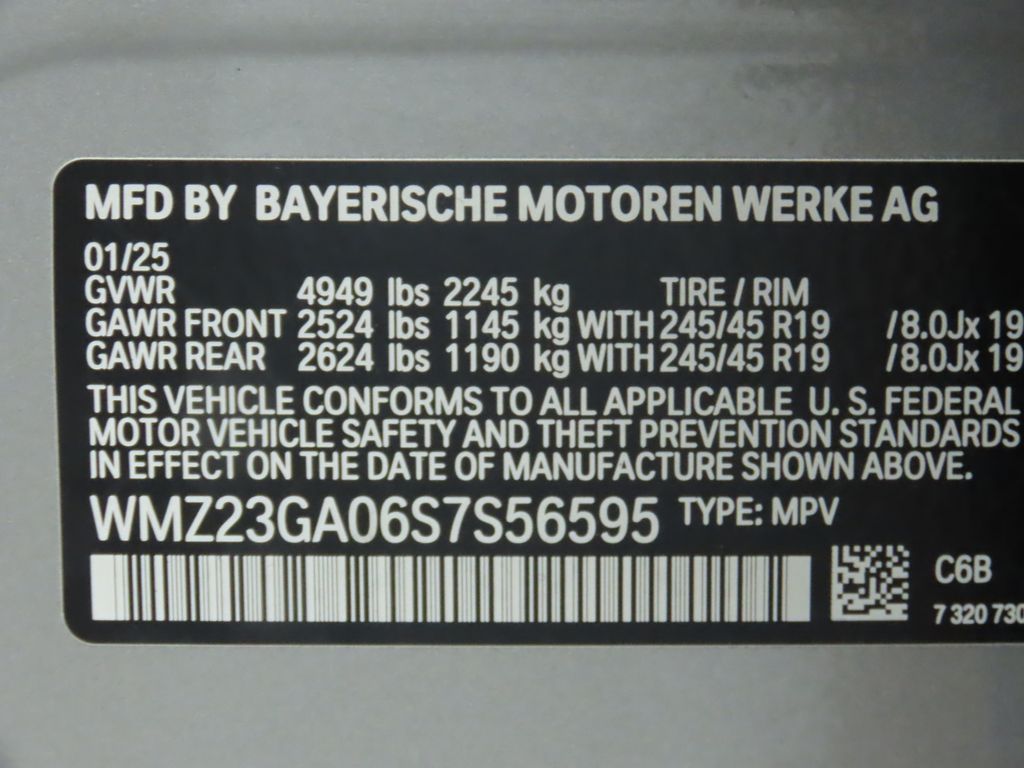 MFD BY BAYERISCHE MOTOREN WERKE AG
01/25
GVWR 4949 lbs 2245 kg TIRE / RIM
GAWR FRONT 2524 lbs 1145 kg WITH 245/45 R19 /8.0Jx 19
GAWR REAR 2624 lbs 1190 kg WITH 245/45 R19 /8.0Jx 19
THIS VEHICLE CONFORMS TO ALL APPLICABLE U. S. FEDERAL
MOTOR VEHICLE SAFETY AND THEFT PREVENTION STANDARDS
IN EFFECT ON THE DATE OF MANUFACTURE SHOWN ABOVE.
WMZ23GA06S7S56595 TYPE: MPV
C6B
7 320 730